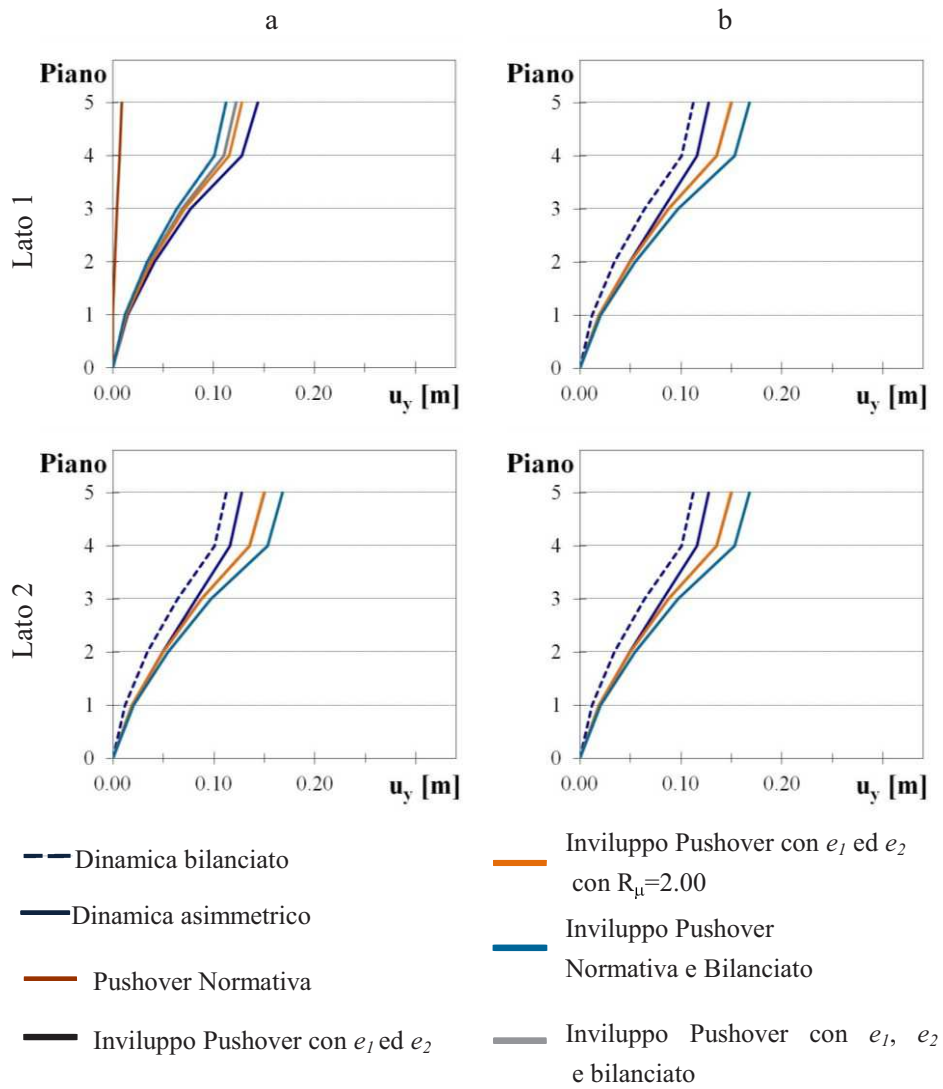 a
b
Piano
5
4
3
2
1
0
0.00 0.10 0.20 u_y [m]
Lato 1
Piano
5
4
3
2
1
0
0.00 0.10 0.20 u_y [m]
Piano
5
4
3
2
1
0
0.00 0.10 0.20 u_y [m]
Lato 2
Piano
5
4
3
2
1
0
0.00 0.10 0.20 u_y [m]
Dinamica bilanciato
Dinamica asimmetrico
Pushover Normativa
Inviluppo Pushover con e₁ ed e₂
Inviluppo Pushover con e₁ ed e₂
con R_μ=2.00
Inviluppo Pushover
Normativa e Bilanciato
Inviluppo Pushover con e₁, e₂
e bilanciato